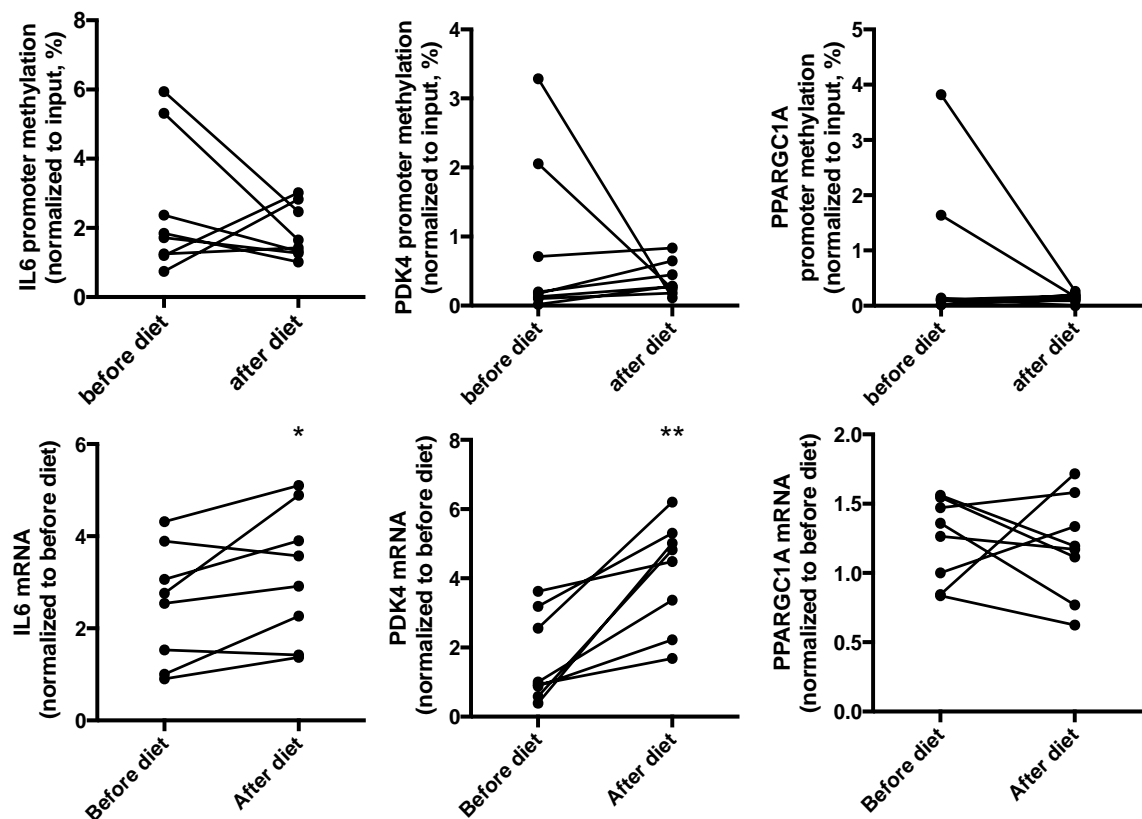 IL6 promoter methylation
(normalized to input, %)
8
6
4
2
0
before diet
after diet
PDK4 promoter methylation
(normalized to input, %)
4
3
2
1
0
before diet
after diet
PPARGC1A
promoter methylation
(normalized to input, %)
5
4
3
2
1
0
before diet
after diet
IL6 mRNA
(normalized to before diet)
6
4
2
0
*
Before diet
After diet
PDK4 mRNA
(normalized to before diet)
8
6
4
2
0
**
Before diet
After diet
PPARGC1A mRNA
(normalized to before diet)
2.0
1.5
1.0
0.5
0.0
Before diet
After diet